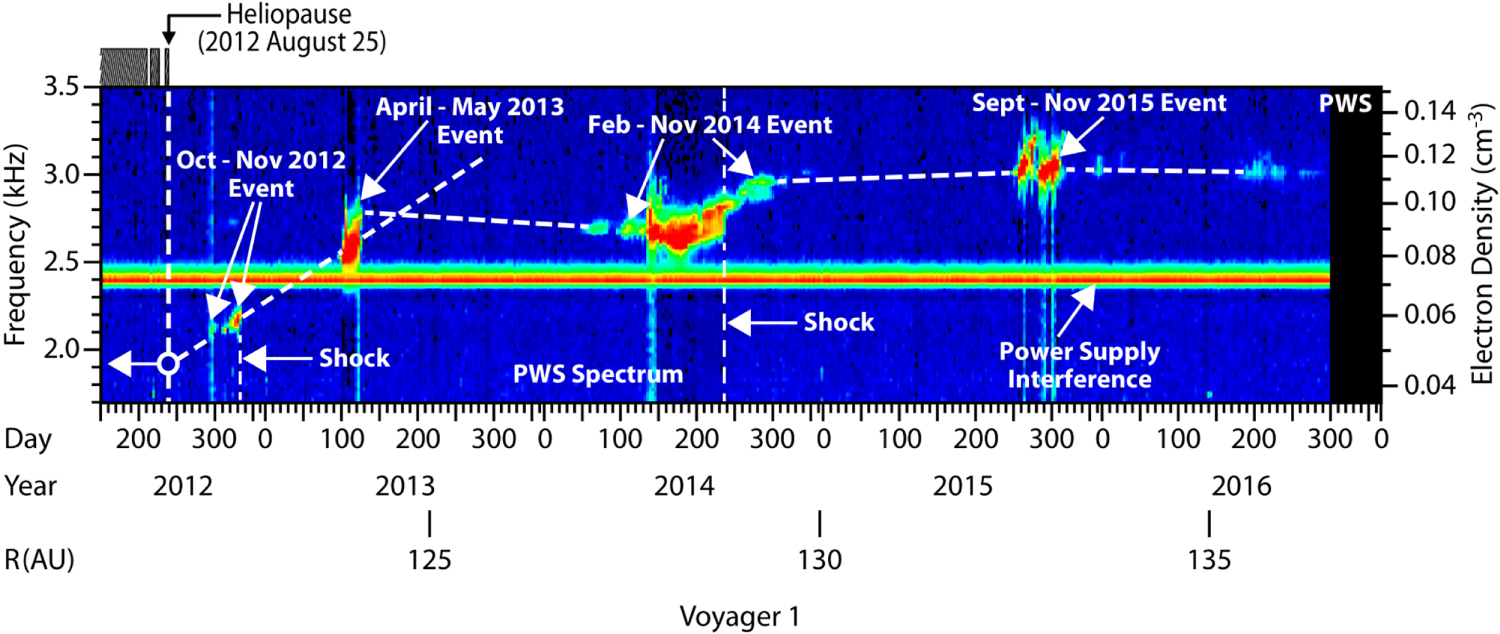 Heliopause
(2012 August 25)
3.5
3.0
2.5
2.0
Frequency (kHz)
April - May 2013
Event
Oct - Nov 2012
Event
Feb - Nov 2014 Event
Sept - Nov 2015 Event
PWS
Shock
Shock
PWS Spectrum
Power Supply
Interference
0.14
0.12
0.10
0.08
0.06
0.04
Electron Density (cm⁻³)
Day 200 300 0 100 200 300 0 100 200 300 0 100 200 300 0 100 200 300 0
Year 2012 2013 2014 2015 2016
R(AU) 125 130 135
Voyager 1